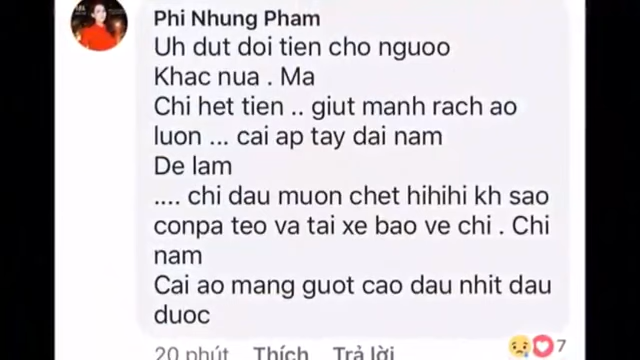 Phi Nhung Pham
Uh dut doi tien cho nguoo
Khac nua . Ma
Chi het tien .. giut manh rach ao
luon ... cai ap tay dai nam
De lam
.... chi dau muon chet hihihi kh sao
conpa teo va tai xe bao ve chi . Chi
nam
Cai ao mang guot cao dau nhit dau
duoc
20 phút Thích Trả lời 7